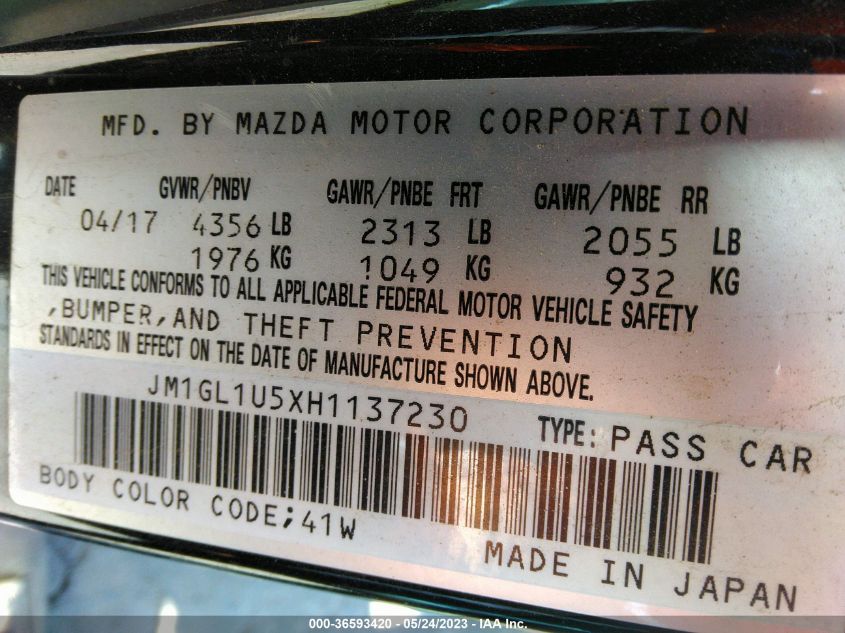 MFD. BY MAZDA MOTOR CORPORATION
DATE GVWR/PNBV GAWR/PNBE FRT GAWR/PNBE RR
04/17 4356 LB 2313 LB 2055 LB
1976 KG 1049 KG 932 KG
THIS VEHICLE CONFORMS TO ALL APPLICABLE FEDERAL MOTOR VEHICLE SAFETY
,BUMPER,AND THEFT PREVENTION
STANDARDS IN EFFECT ON THE DATE OF MANUFACTURE SHOWN ABOVE.
JM1GL1U5XH1137230 TYPE: PASS CAR
BODY COLOR CODE;41W
MADE IN JAPAN
000-36593420 - 05/24/2023 - IAA Inc.